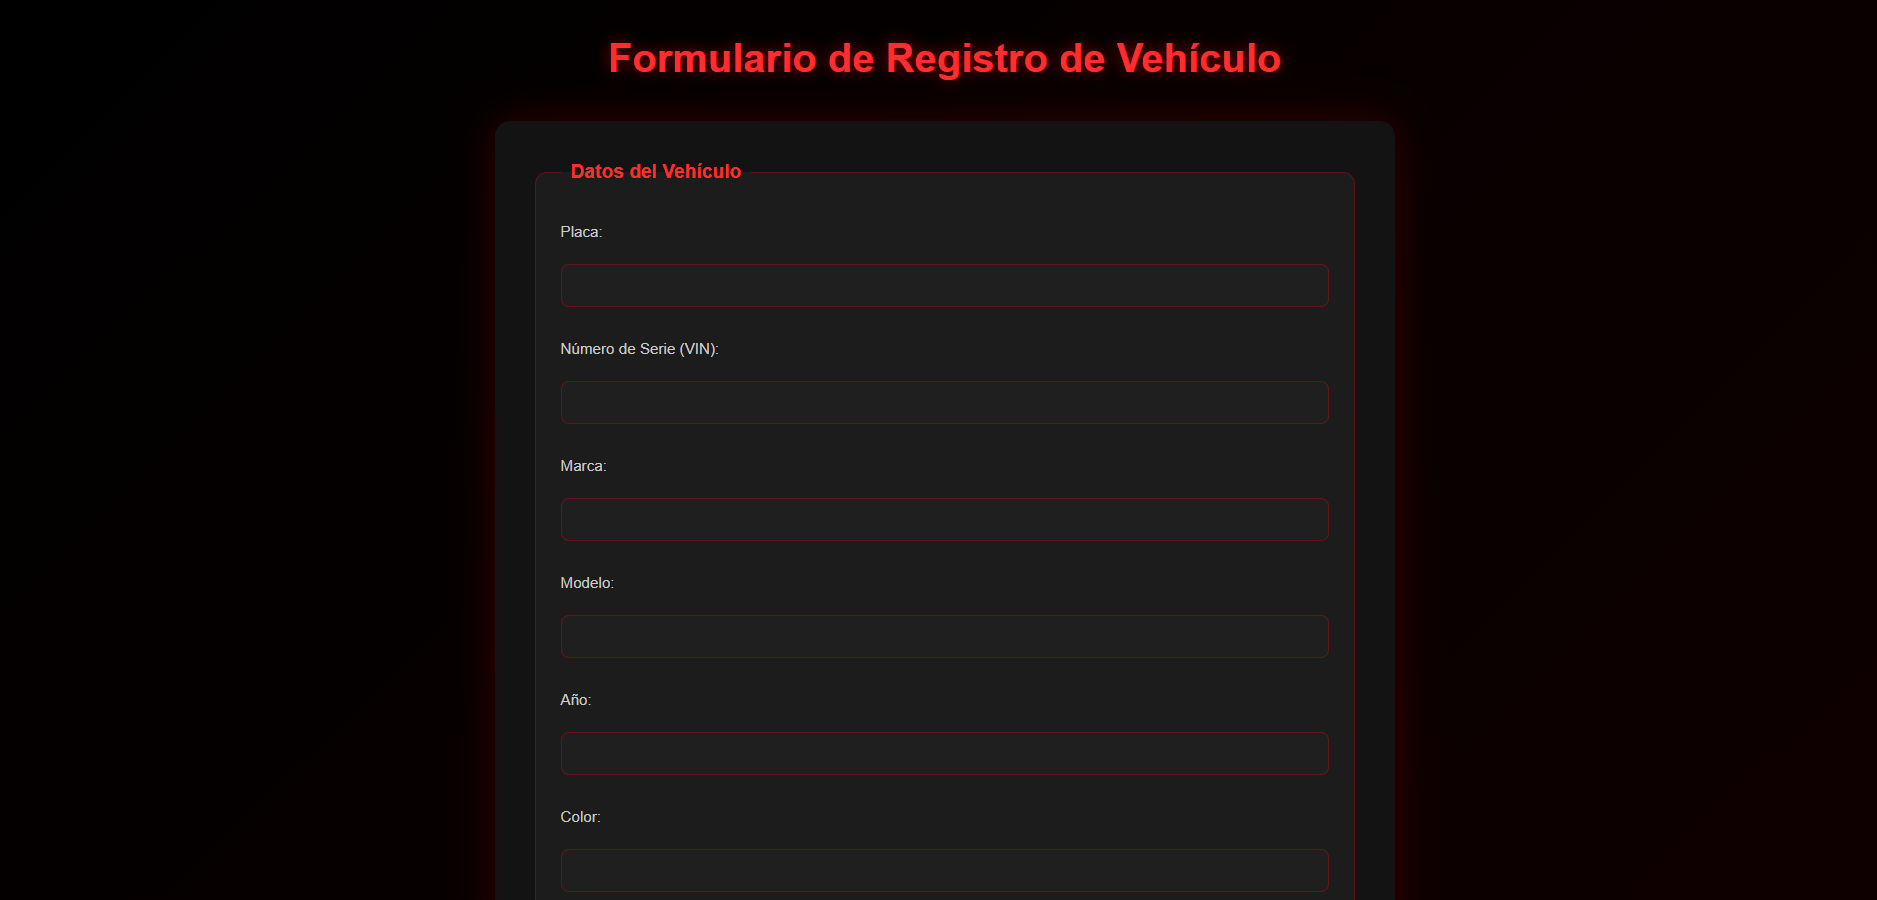 Formulario de Registro de Vehículo
Datos del Vehículo
Placa:
Número de Serie (VIN):
Marca:
Modelo:
Año:
Color: